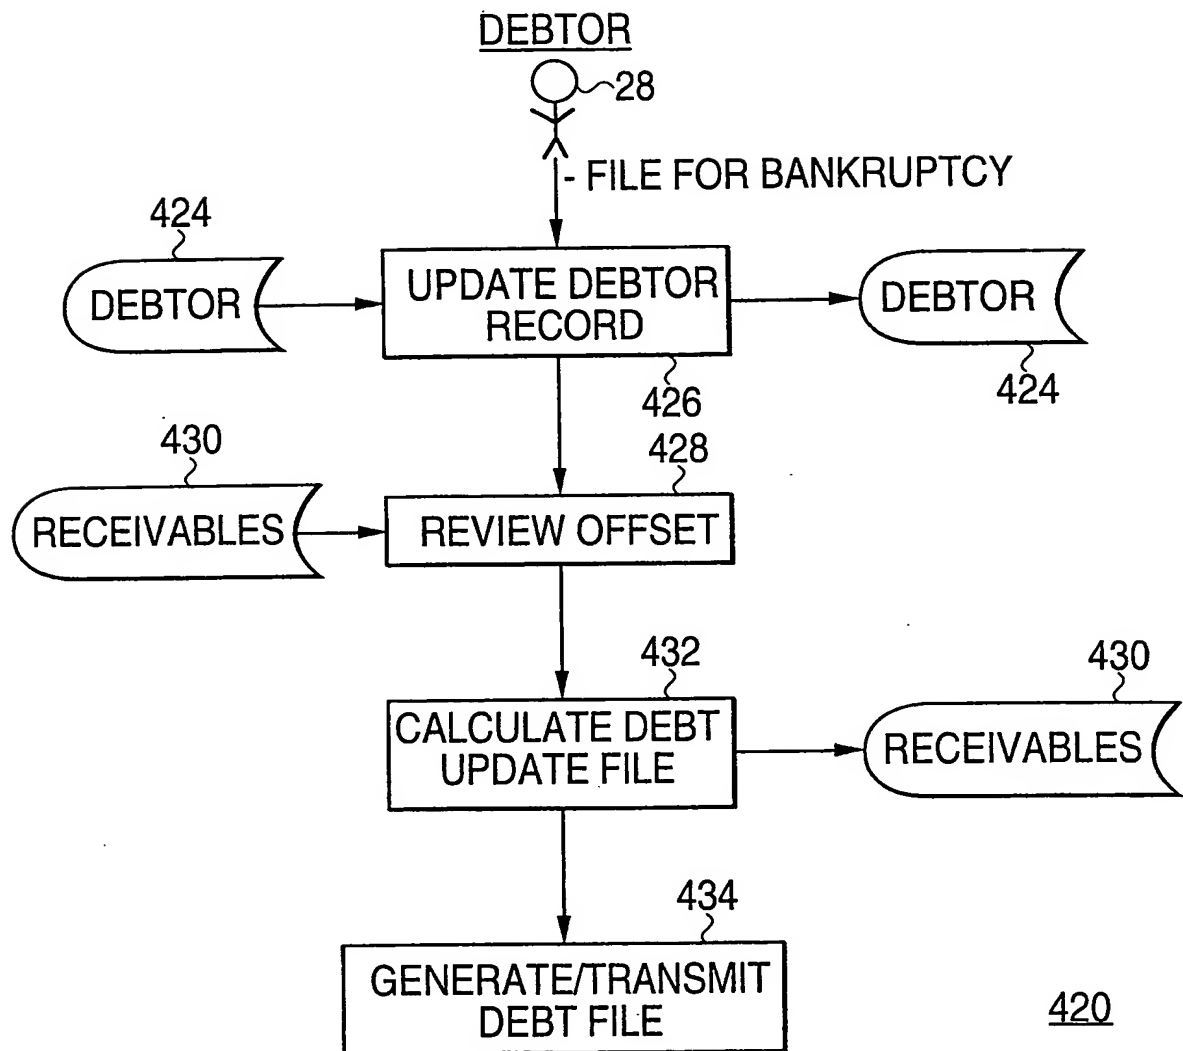 DEBTOR
28
- FILE FOR BANKRUPTCY
424
DEBTOR
UPDATE DEBTOR
RECORD
DEBTOR
426
424
430
428
RECEIVABLES
REVIEW OFFSET
432
430
CALCULATE DEBT
UPDATE FILE
RECEIVABLES
434
GENERATE/TRANSMIT
DEBT FILE
420